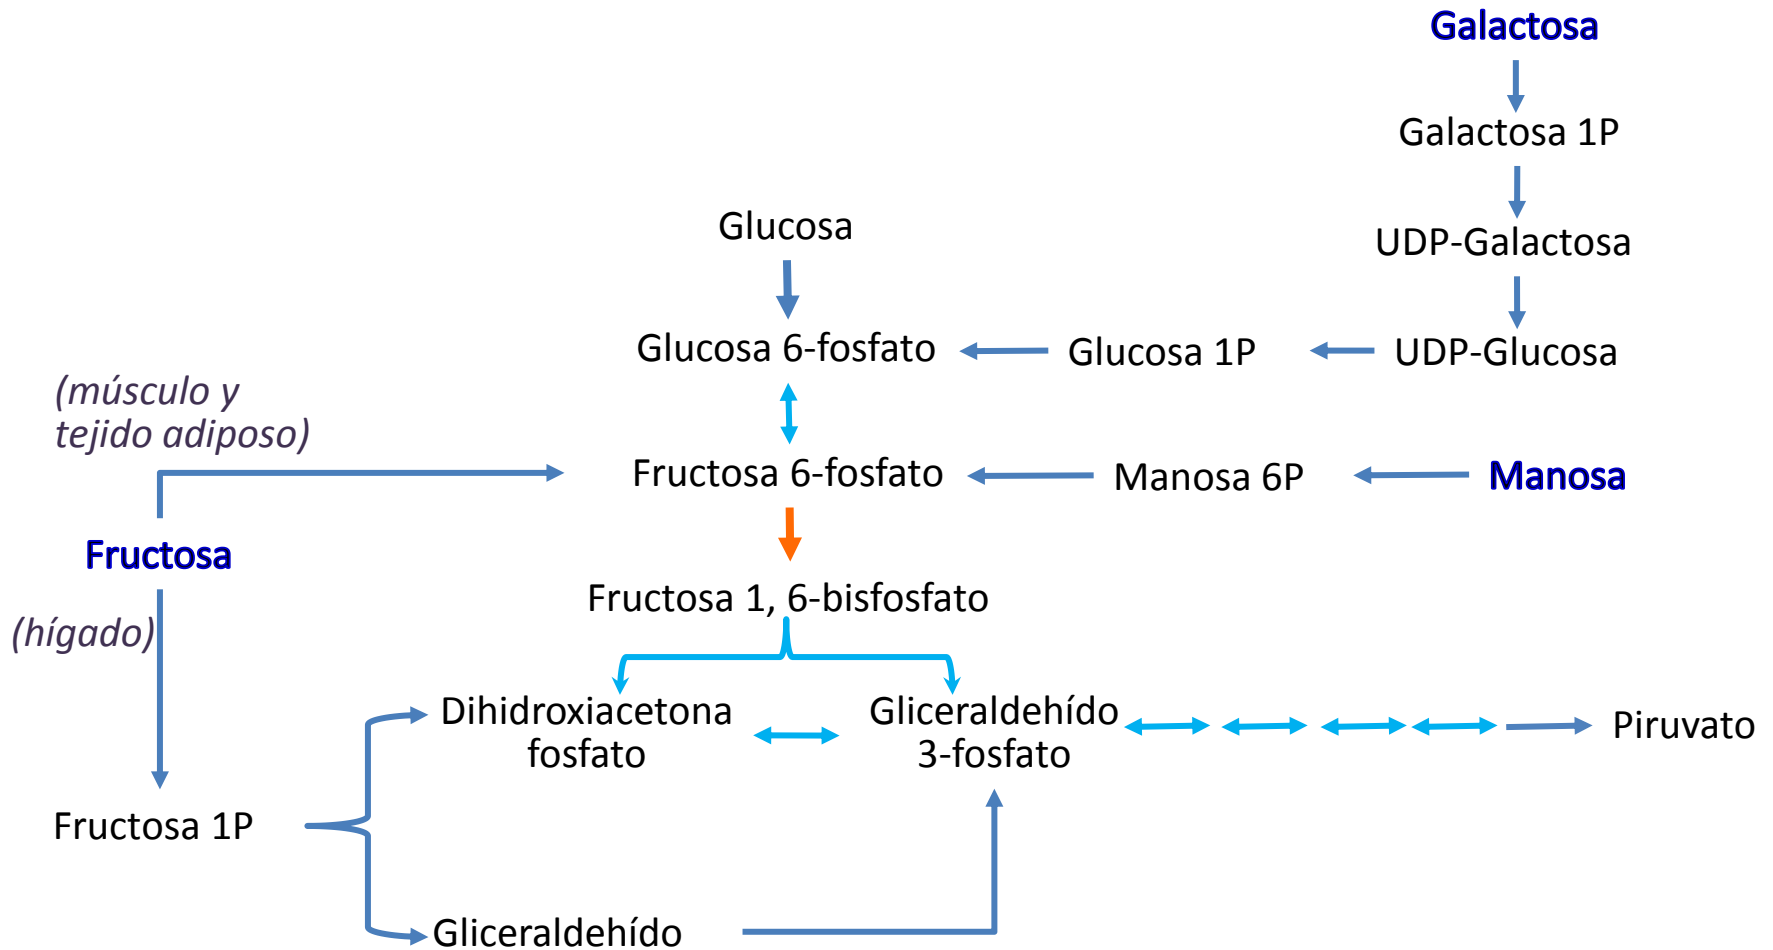 Galactosa
Galactosa 1P
Glucosa
UDP-Galactosa
Glucosa 6-fosfato
Glucosa 1P
UDP-Glucosa
(músculo y
tejido adiposo)
Fructosa 6-fosfato
Manosa 6P
Manosa
Fructosa
Fructosa 1, 6-bisfosfato
(hígado)
Dihidroxiacetona
fosfato
Gliceraldehído
3-fosfato
Piruvato
Fructosa 1P
Gliceraldehído